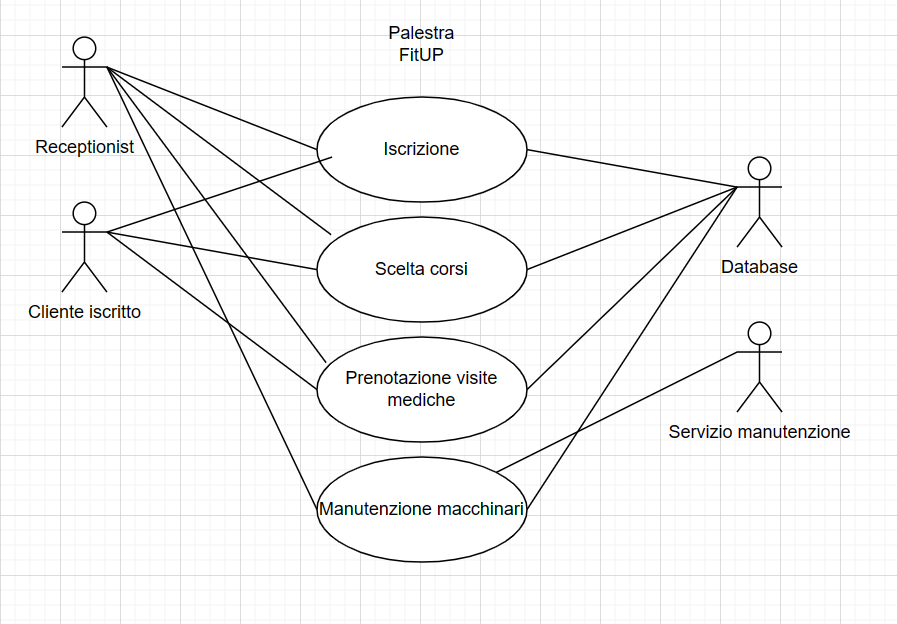 Palestra
FitUP
Receptionist
Iscrizione
Database
Cliente iscritto
Scelta corsi
Prenotazione visite
mediche
Servizio manutenzione
Manutenzione macchinari